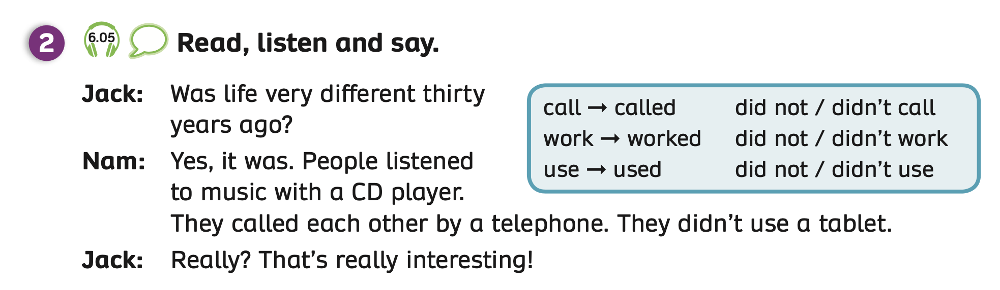 2 6.05 Read, listen and say.
Jack: Was life very different thirty
years ago?
Nam: Yes, it was. People listened
to music with a CD player.
They called each other by a telephone. They didn’t use a tablet.
Jack: Really? That’s really interesting!
call → called did not / didn’t call
work → worked did not / didn’t work
use → used did not / didn’t use